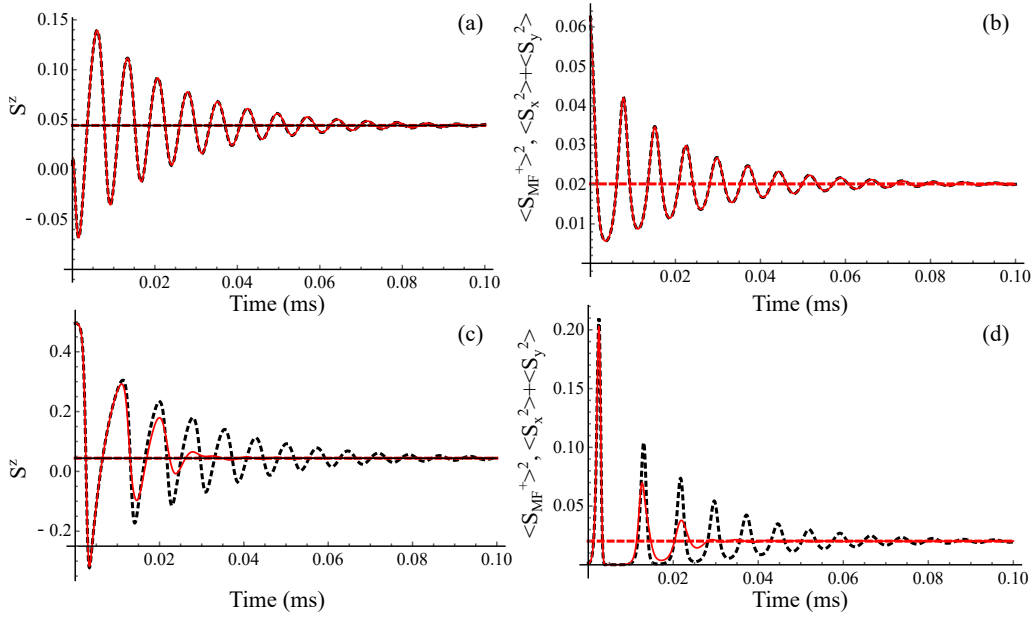 (a)
S^z
0.15
0.10
0.05
0.00
- 0.05
0.02 0.04 0.06 0.08 0.10
Time (ms)
(b)
<S_MF^+>^2, <S_x^2>+<S_y^2>
0.06
0.05
0.04
0.03
0.02
0.01
0.02 0.04 0.06 0.08 0.10
Time (ms)
(c)
S^z
0.4
0.2
0.0
- 0.2
0.02 0.04 0.06 0.08 0.10
Time (ms)
(d)
<S_MF^+>^2, <S_x^2>+<S_y^2>
0.20
0.15
0.10
0.05
0.02 0.04 0.06 0.08 0.10
Time (ms)